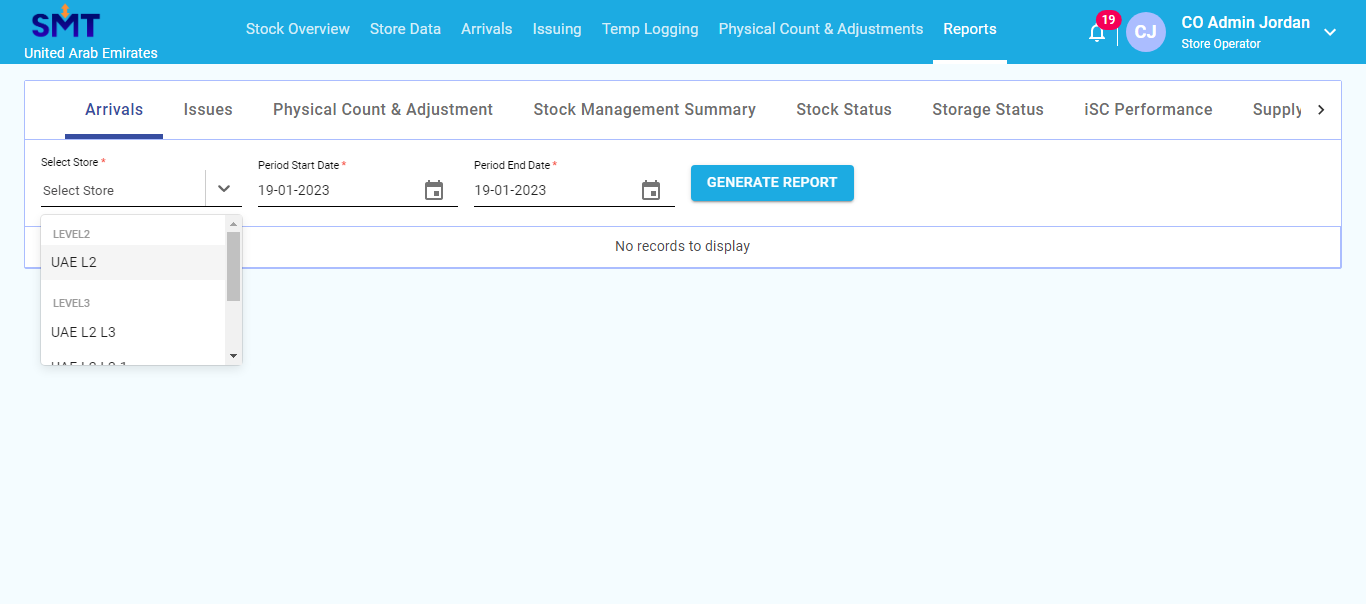 SMT
United Arab Emirates
Stock Overview Store Data Arrivals Issuing Temp Logging Physical Count & Adjustments Reports
19
CJ
CO Admin Jordan
Store Operator
Arrivals Issues Physical Count & Adjustment Stock Management Summary Stock Status Storage Status iSC Performance Supply
Select Store * Period Start Date * Period End Date *
Select Store 19-01-2023 19-01-2023 GENERATE REPORT
No records to display
LEVEL2
UAE L2
LEVEL3
UAE L2 L3